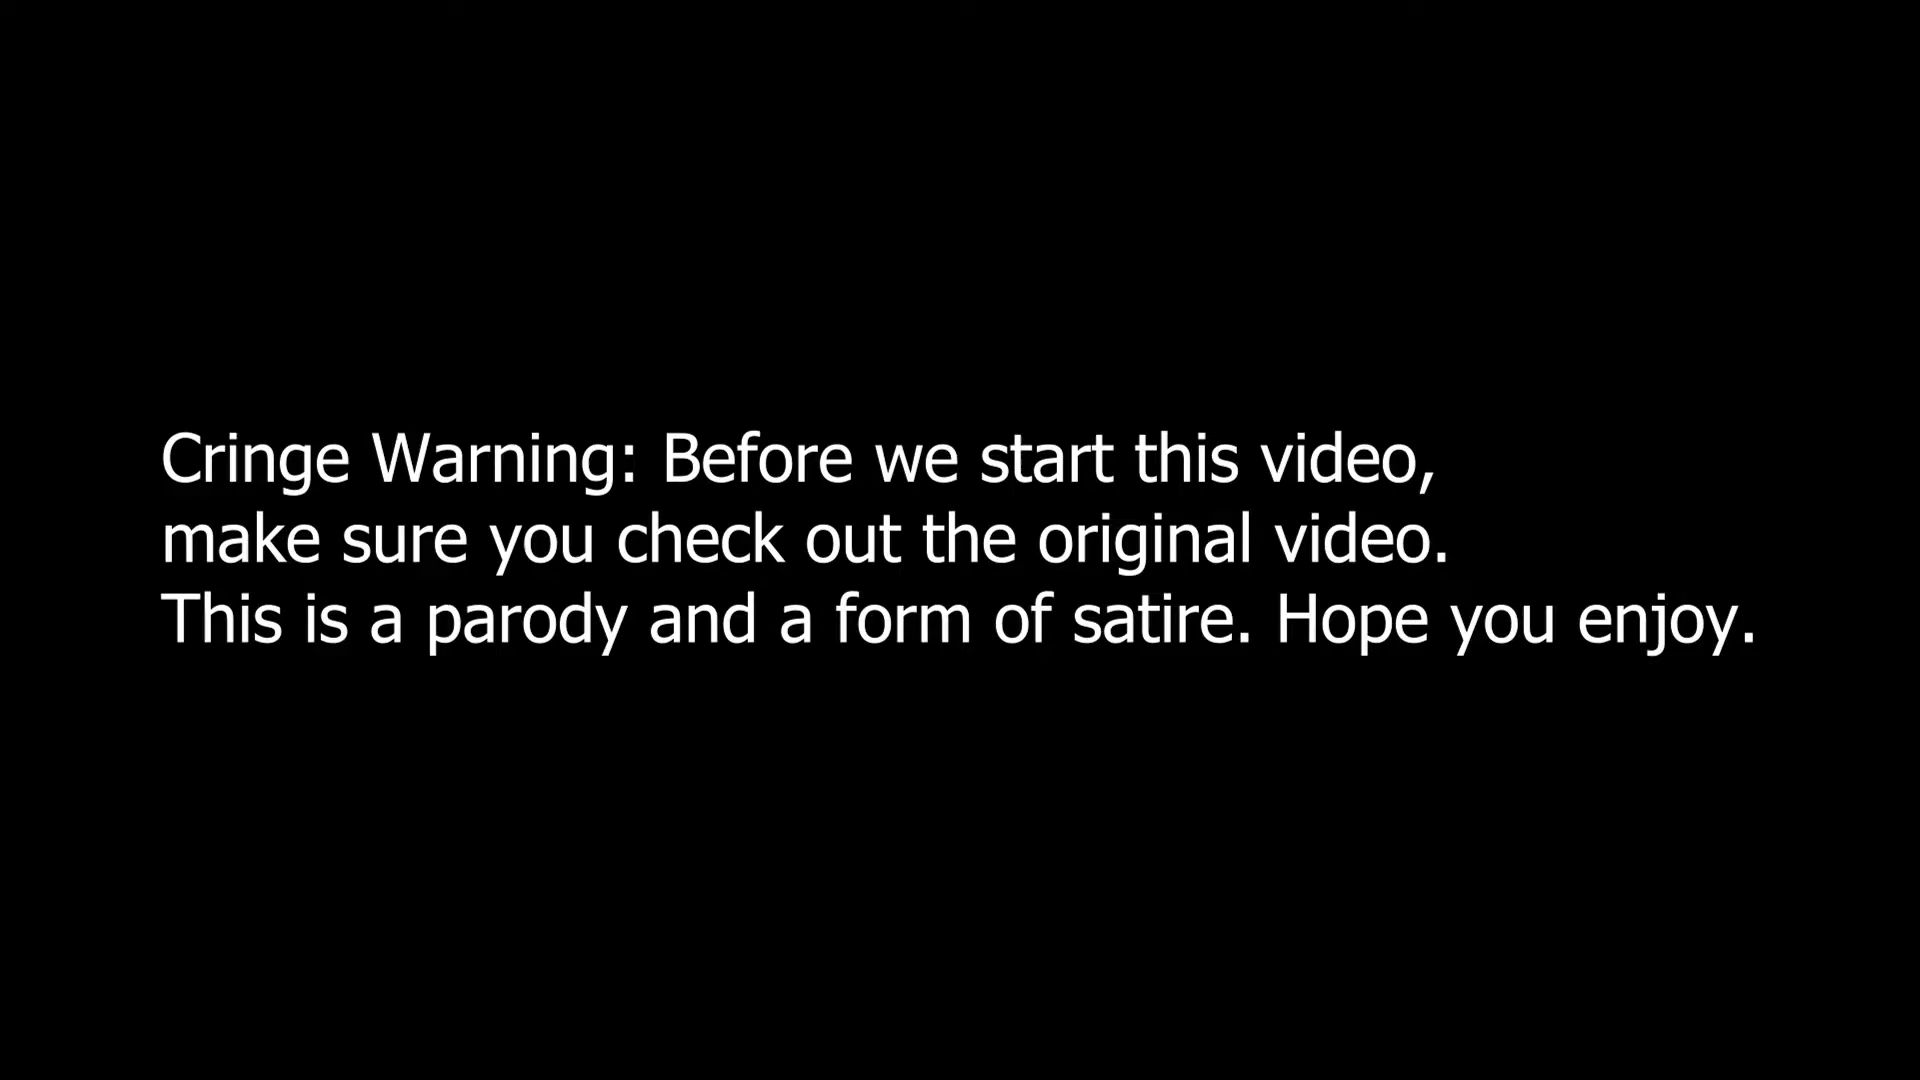 Cringe Warning: Before we start this video,
make sure you check out the original video.
This is a parody and a form of satire. Hope you enjoy.